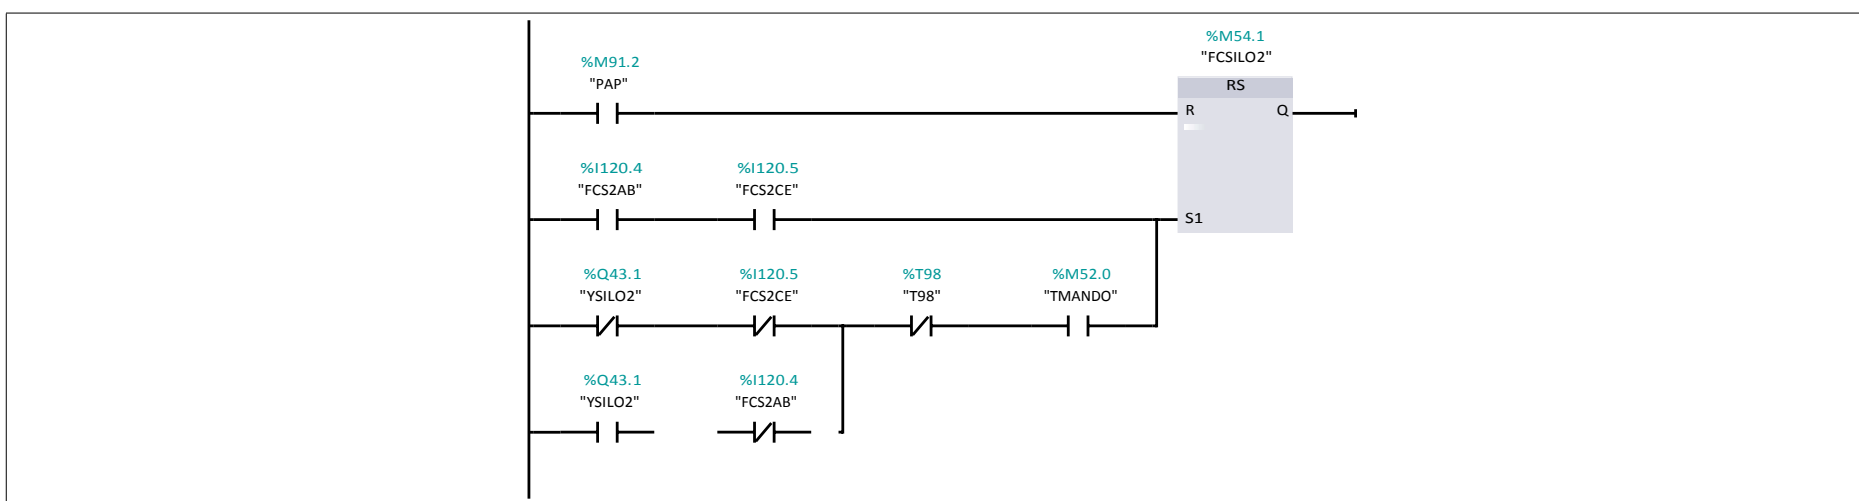 %M54.1
"FCSILO2"
%M91.2
"PAP"
RS
R Q
%I120.4 %I120.5
"FCS2AB" "FCS2CE"
S1
%Q43.1 %I120.5 %T98 %M52.0
"YSILO2" "FCS2CE" "T98" "TMANDO"
%Q43.1 %I120.4
"YSILO2" "FCS2AB"